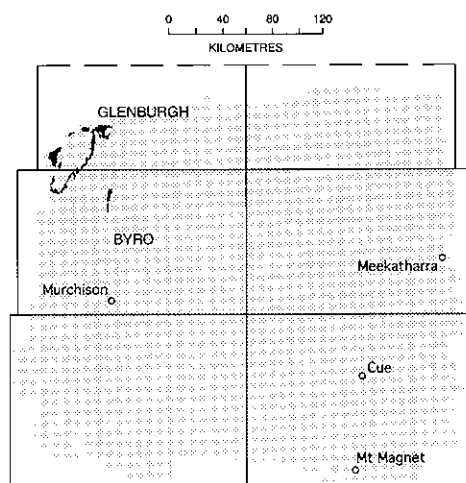 0 40 80 120
KILOMETRES
GLENBURGH
BYRO
Meekatharra
Murchison
Cue
Mt Magnet